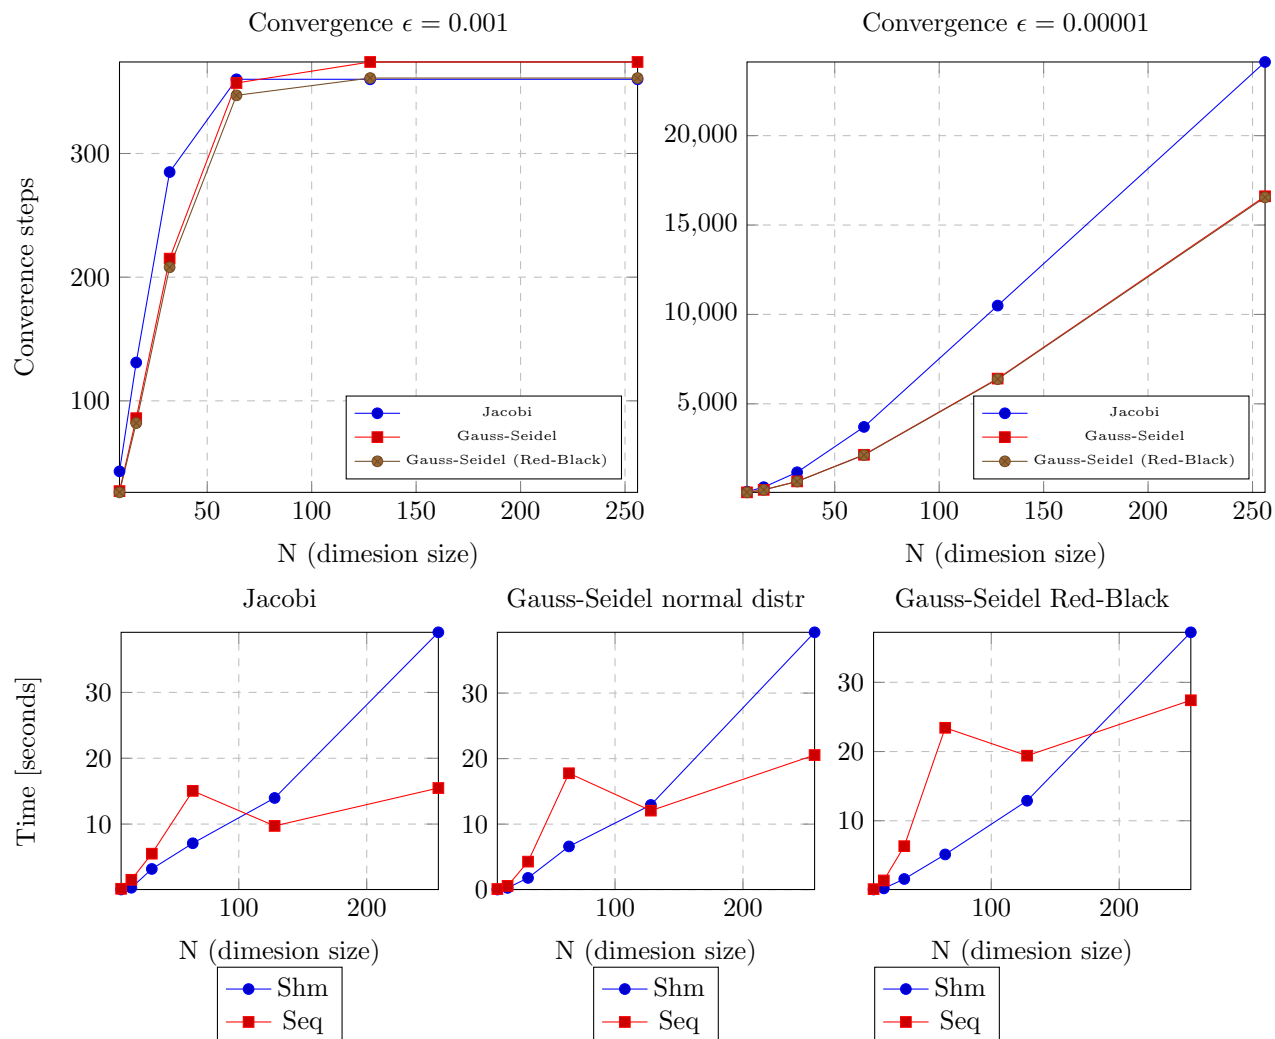 Convergence ϵ = 0.001
Convergence ϵ = 0.00001
Converence steps
300
200
100
50
100
150
200
250
N (dimesion size)
Jacobi
Gauss-Seidel
Gauss-Seidel (Red-Black)
20,000
15,000
10,000
5,000
50
100
150
200
250
N (dimesion size)
Jacobi
Gauss-Seidel
Gauss-Seidel (Red-Black)
Jacobi
Time [seconds]
30
20
10
100
200
N (dimesion size)
Shm
Seq
Gauss-Seidel normal distr
30
20
10
0
100
200
N (dimesion size)
Shm
Seq
Gauss-Seidel Red-Black
30
20
10
100
200
N (dimesion size)
Shm
Seq